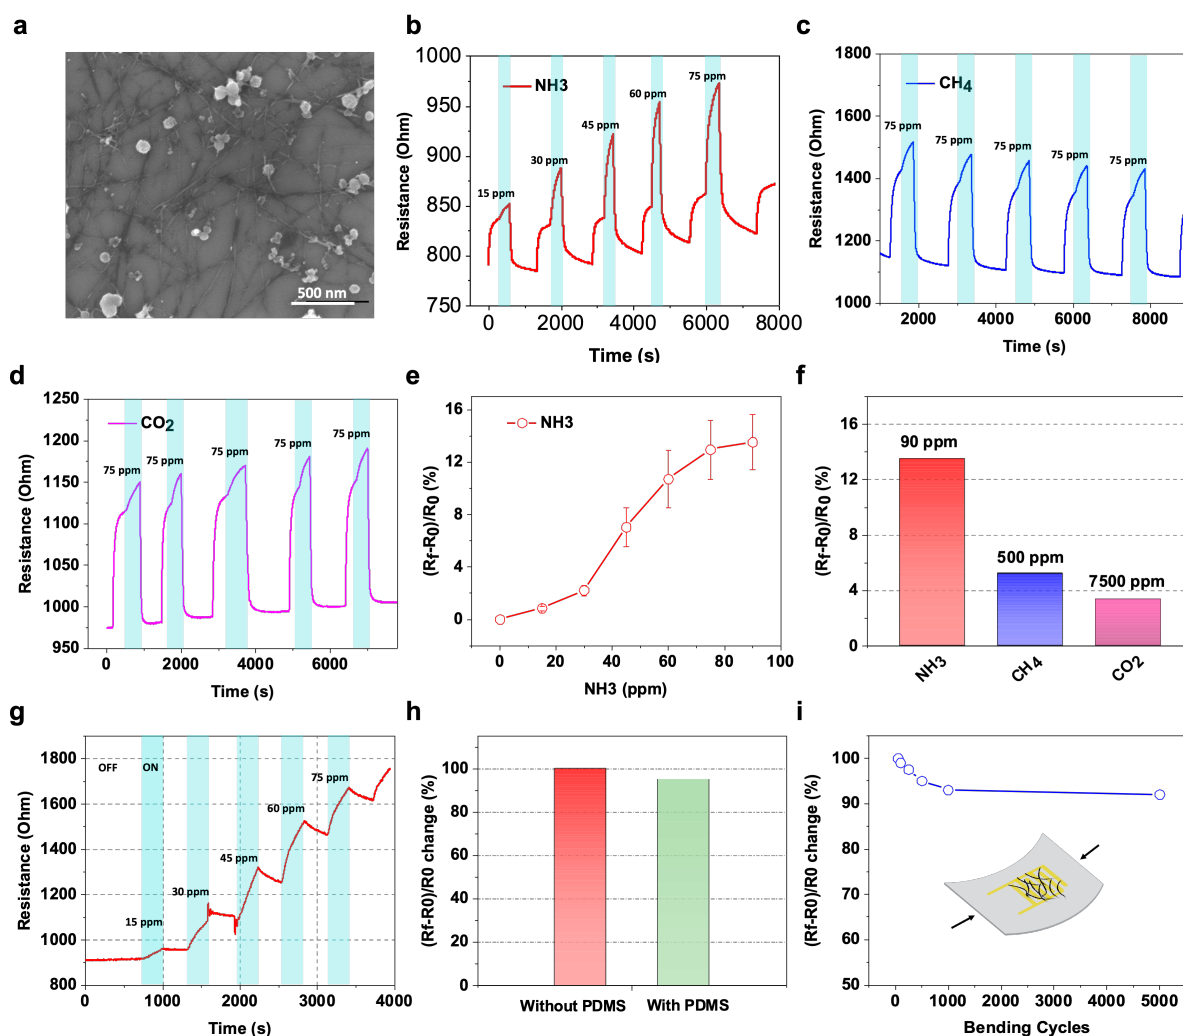 a
500 nm
b
1000
950
900
850
800
750
Resistance (Ohm)
NH3
15 ppm
30 ppm
45 ppm
60 ppm
75 ppm
0 2000 4000 6000 8000
Time (s)
c
1800
1600
1400
1200
1000
Resistance (Ohm)
CH4
75 ppm
75 ppm
75 ppm
75 ppm
75 ppm
2000 4000 6000 8000
Time (s)
d
1250
1200
1150
1100
1050
1000
950
Resistance (Ohm)
CO2
75 ppm
75 ppm
75 ppm
75 ppm
75 ppm
0 2000 4000 6000
Time (s)
e
16
12
8
4
0
(Rf-R0)/R0 (%)
NH3
0 20 40 60 80 100
NH3 (ppm)
f
16
12
8
4
0
(Rf-R0)/R0 (%)
90 ppm
500 ppm
7500 ppm
NH3
CH4
CO2
g
1800
1600
1400
1200
1000
800
Resistance (Ohm)
OFF ON
15 ppm
30 ppm
45 ppm
60 ppm
75 ppm
0 1000 2000 3000 4000
Time (s)
h
100
80
60
40
20
0
(Rf-R0)/R0 change (%)
Without PDMS With PDMS
i
100
90
80
70
60
50
(Rf-R0)/R0 change (%)
0 1000 2000 3000 4000 5000
Bending Cycles